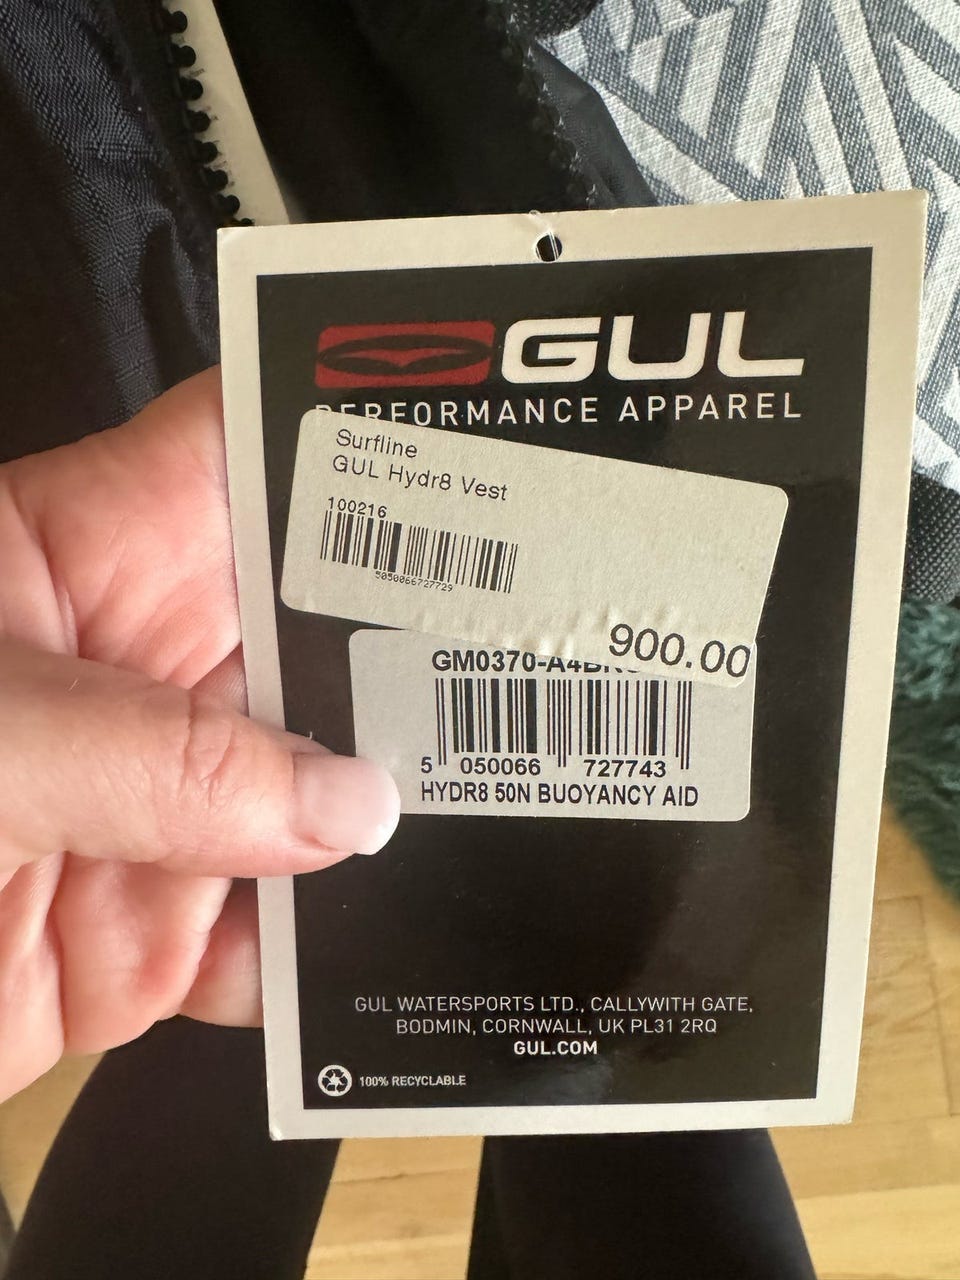 GUL
PERFORMANCE APPAREL
Surfline
GUL Hydr8 Vest
100216
5050066727729
900.00
5 050066 727743
HYDR8 50N BUOYANCY AID
GUL WATERSPORTS LTD., CALLYWITH GATE,
BODMIN, CORNWALL, UK PL31 2RQ
GUL.COM
100% RECYCLABLE